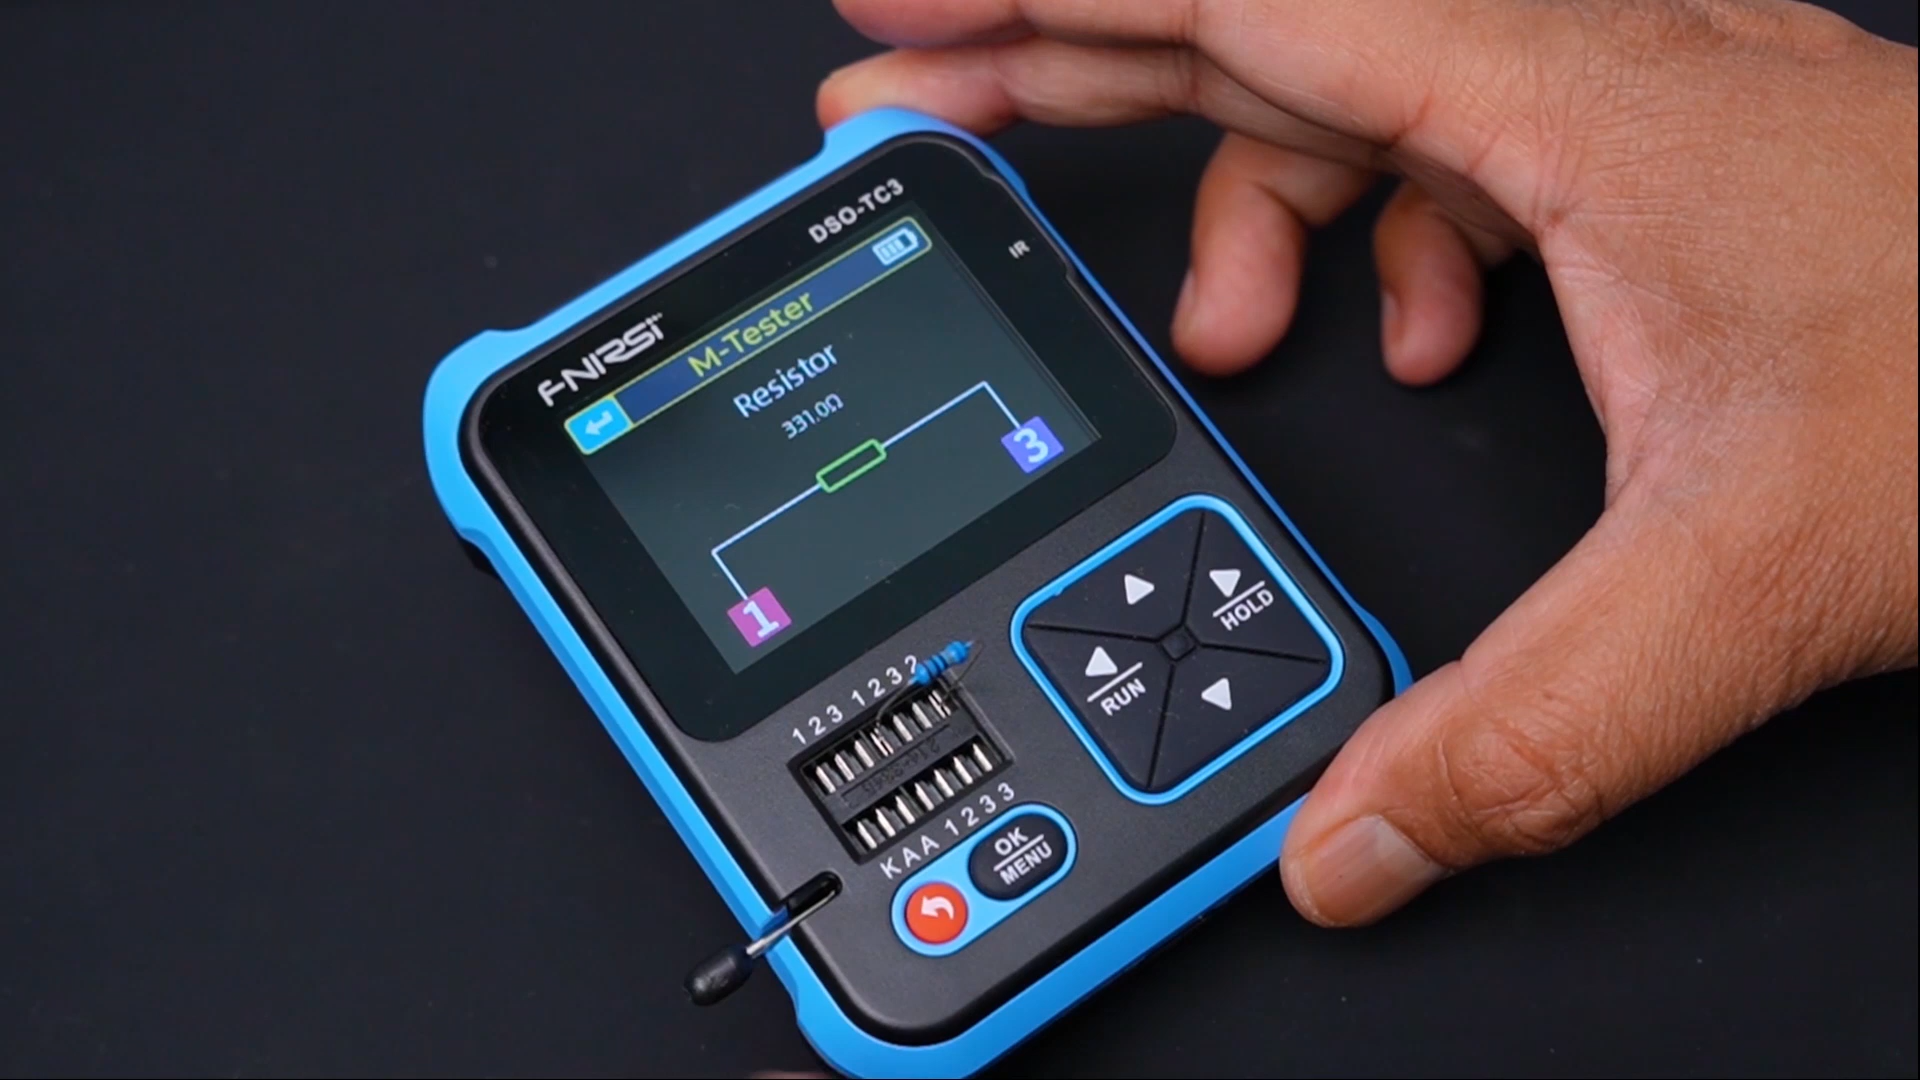 FNIRSI
DSO-TC3
IR
M-Tester
Resistor
331.0Ω
1
3
HOLD
RUN
1 2 3 1 2 3 2
K A A 1 2 3 3
OK
MENU